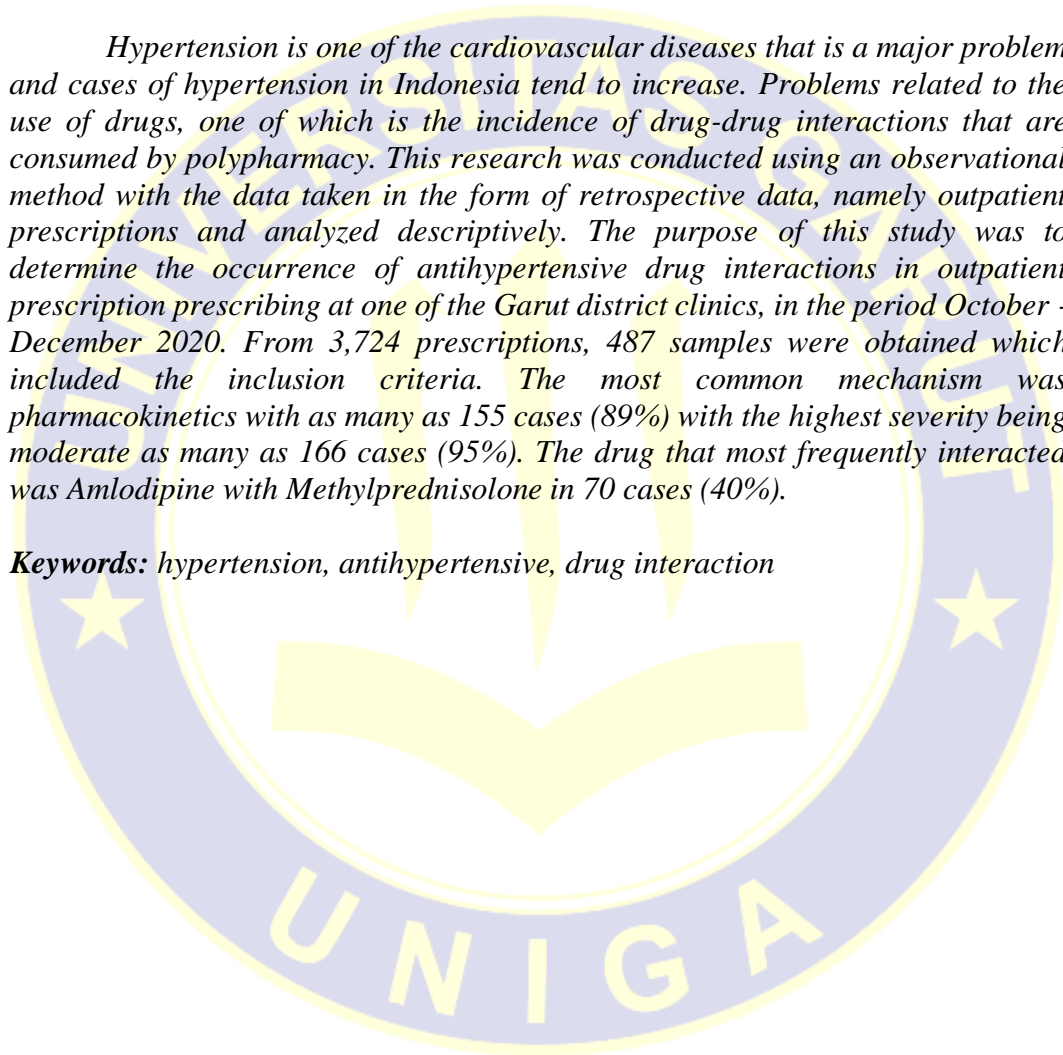 Hypertension is one of the cardiovascular diseases that is a major problem
and cases of hypertension in Indonesia tend to increase. Problems related to the
use of drugs, one of which is the incidence of drug-drug interactions that are
consumed by polypharmacy. This research was conducted using an observational
method with the data taken in the form of retrospective data, namely outpatient
prescriptions and analyzed descriptively. The purpose of this study was to
determine the occurrence of antihypertensive drug interactions in outpatient
prescription prescribing at one of the Garut district clinics, in the period October -
December 2020. From 3,724 prescriptions, 487 samples were obtained which
included the inclusion criteria. The most common mechanism was
pharmacokinetics with as many as 155 cases (89%) with the highest severity being
moderate as many as 166 cases (95%). The drug that most frequently interacted
was Amlodipine with Methylprednisolone in 70 cases (40%).
Keywords: hypertension, antihypertensive, drug interaction
UNIVERSITAS GARUT
UNIGA